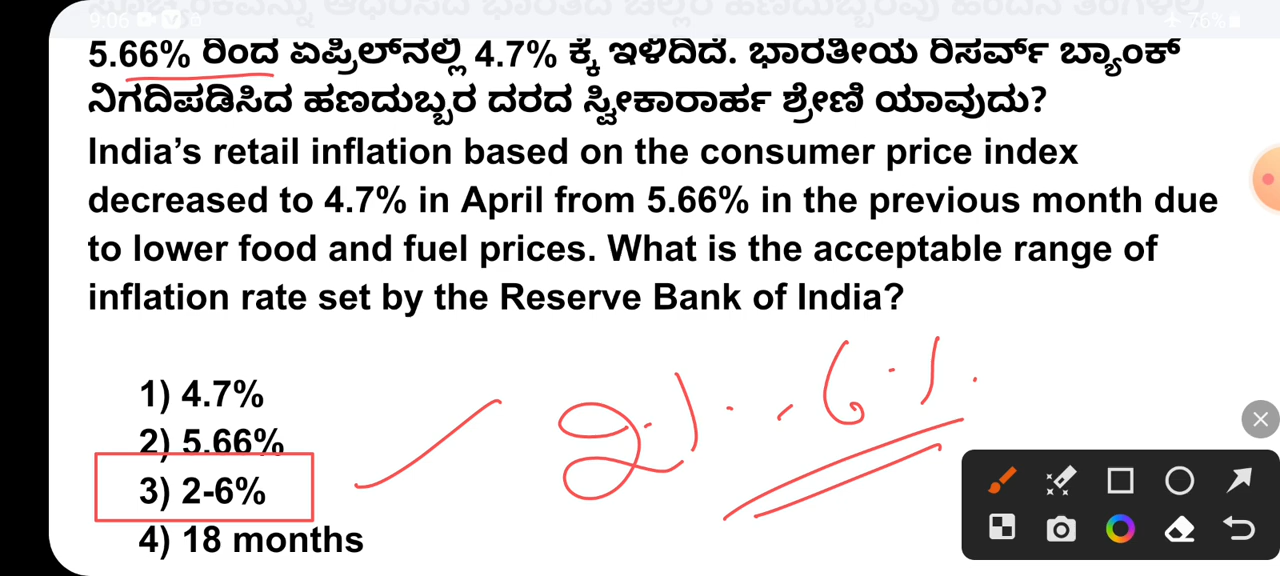 9:06 76%
5.66% ರಿಂದ ಏಪ್ರಿಲ್‌ನಲ್ಲಿ 4.7% ಕ್ಕೆ ಇಳಿದಿದೆ. ಭಾರತೀಯ ರಿಸರ್ವ್ ಬ್ಯಾಂಕ್
ನಿಗದಿಪಡಿಸಿದ ಹಣದುಬ್ಬರ ದರದ ಸ್ವೀಕಾರಾರ್ಹ ಶ್ರೇಣಿ ಯಾವುದು?
India’s retail inflation based on the consumer price index
decreased to 4.7% in April from 5.66% in the previous month due
to lower food and fuel prices. What is the acceptable range of
inflation rate set by the Reserve Bank of India?
1) 4.7%
2) 5.66%
3) 2-6%
4) 18 months
2% - 6%